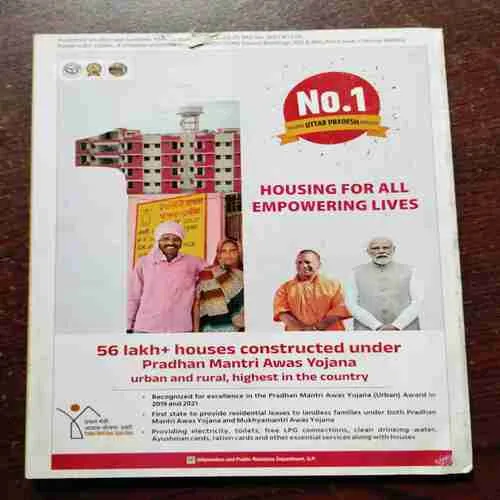 No.1
UTTAR PRADESH
HOUSING FOR ALL
EMPOWERING LIVES
56 lakh+ houses constructed under
Pradhan Mantri Awas Yojana
urban and rural, highest in the country
• Recognized for excellence in the Pradhan Mantri Awas Yojana (Urban) Award in
2019 and 2021
• First state to provide residential leases to landless families under both Pradhan
Mantri Awas Yojana and Mukhyamantri Awas Yojana
• Providing electricity, toilets, free LPG connections, clean drinking water,
Ayushman cards, ration cards and other essential services along with houses
Information and Public Relations Department, U.P.